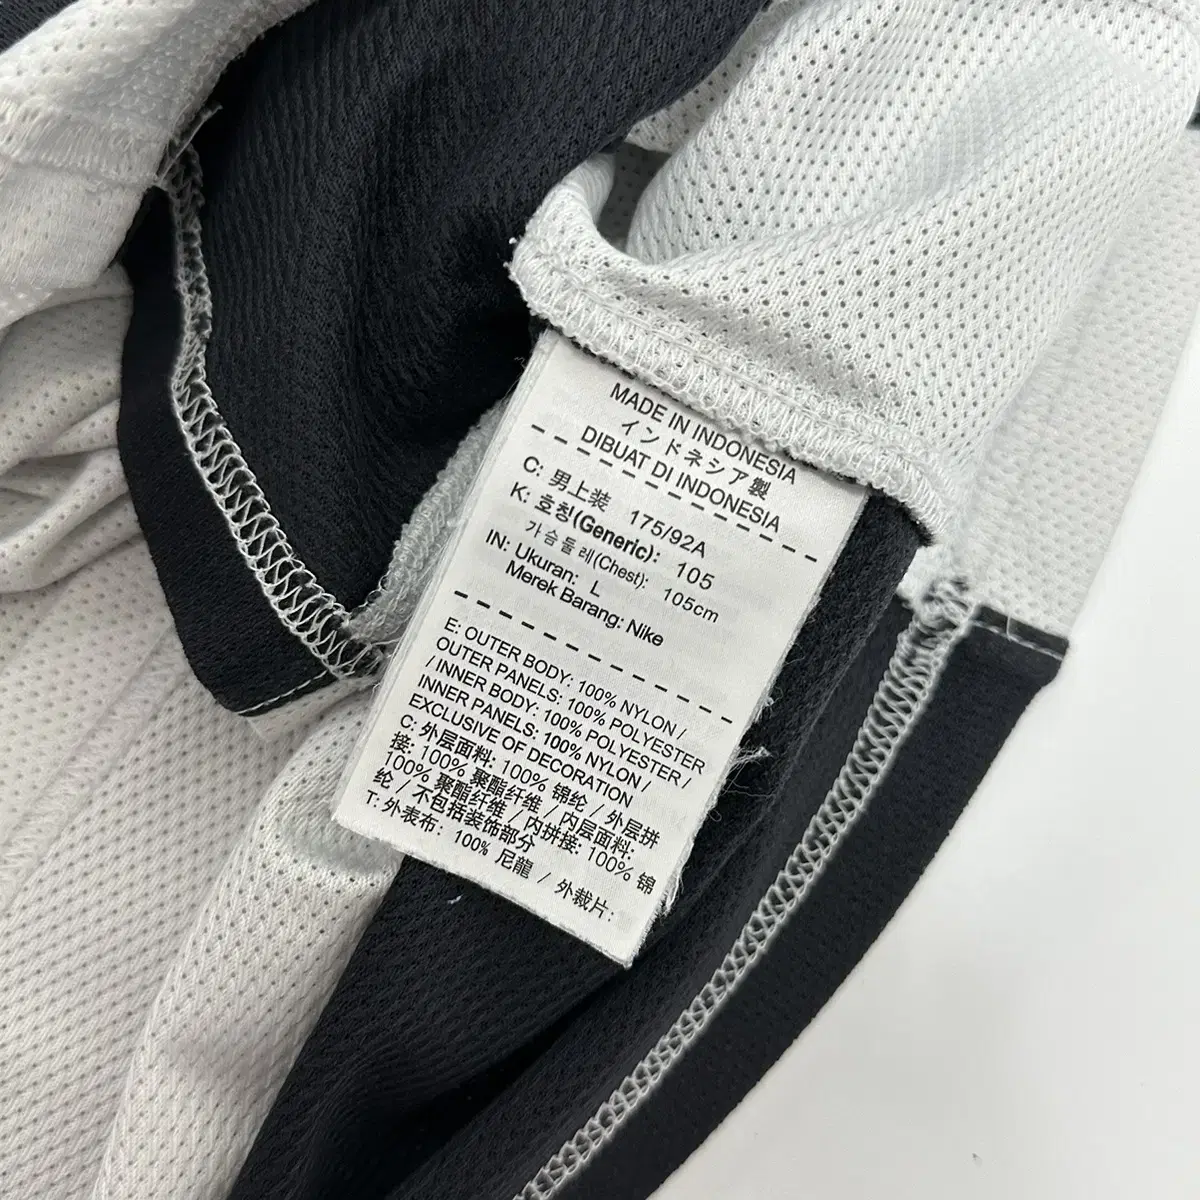 MADE IN INDONESIA
インドネシア製
DIBUAT DI INDONESIA
C: 男上装 175/92A
K: 호칭(Generic): 105
가슴둘레(Chest): 105cm
IN: Ukuran: L
Merek Barang: Nike
E: OUTER BODY: 100% NYLON /
OUTER PANELS: 100% POLYESTER
/ INNER BODY: 100% POLYESTER /
INNER PANELS: 100% NYLON /
EXCLUSIVE OF DECORATION
C: 外层面料: 100% 锦纶 / 外层拼
接: 100% 聚酯纤维 / 内层面料:
100% 聚酯纤维 / 内拼接: 100% 锦
纶 / 不包括装饰部分
T: 外表布: 100% 尼龍 / 外裁片: